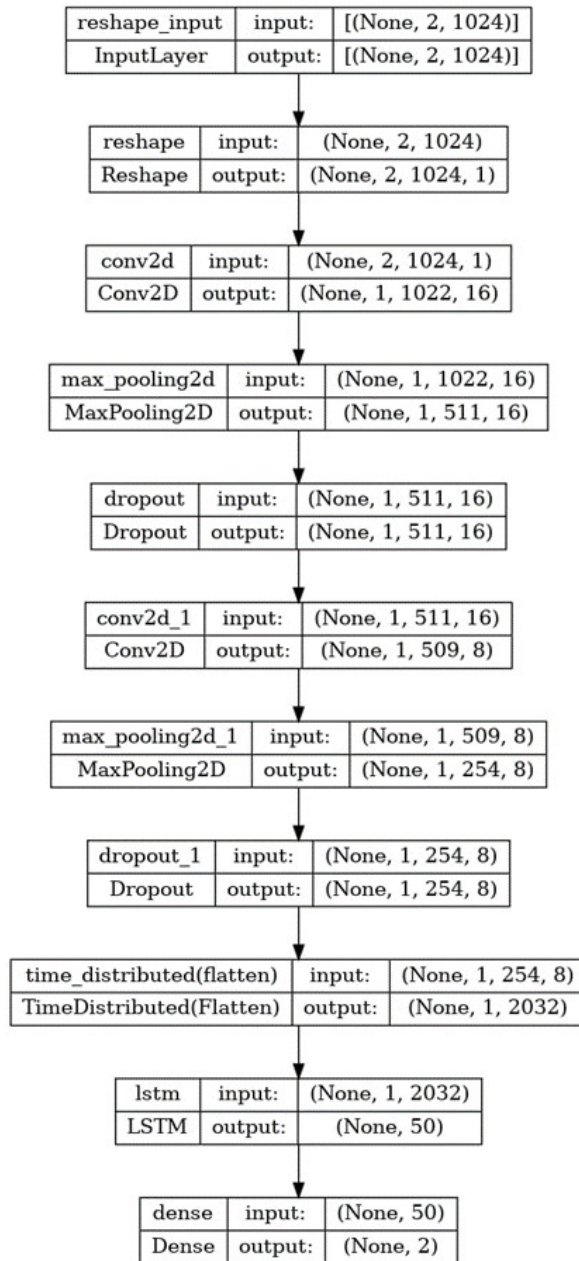 reshape_input input: [(None, 2, 1024)]
InputLayer output: [(None, 2, 1024)]
reshape input: (None, 2, 1024)
Reshape output: (None, 2, 1024, 1)
conv2d input: (None, 2, 1024, 1)
Conv2D output: (None, 1, 1022, 16)
max_pooling2d input: (None, 1, 1022, 16)
MaxPooling2D output: (None, 1, 511, 16)
dropout input: (None, 1, 511, 16)
Dropout output: (None, 1, 511, 16)
conv2d_1 input: (None, 1, 511, 16)
Conv2D output: (None, 1, 509, 8)
max_pooling2d_1 input: (None, 1, 509, 8)
MaxPooling2D output: (None, 1, 254, 8)
dropout_1 input: (None, 1, 254, 8)
Dropout output: (None, 1, 254, 8)
time_distributed(flatten) input: (None, 1, 254, 8)
TimeDistributed(Flatten) output: (None, 1, 2032)
lstm input: (None, 1, 2032)
LSTM output: (None, 50)
dense input: (None, 50)
Dense output: (None, 2)